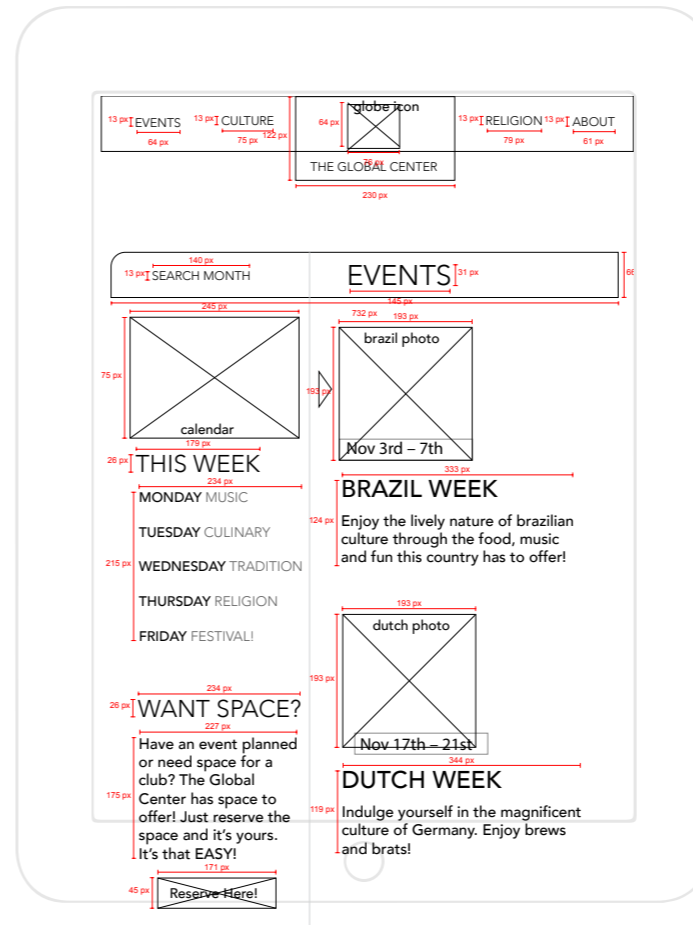 globe icon
13 px EVENTS 13 px CULTURE 122 px 64 px 13 px RELIGION 13 px ABOUT
64 px 75 px 79 px 61 px
THE GLOBAL CENTER
230 px
140 px
13 px SEARCH MONTH EVENTS 31 px
145 px
245 px 732 px 193 px
brazil photo
75 px
193 px
calendar
179 px
Nov 3rd – 7th
26 px THIS WEEK
333 px
234 px
BRAZIL WEEK
MONDAY MUSIC
124 px
Enjoy the lively nature of brazilian
culture through the food, music
and fun this country has to offer!
TUESDAY CULINARY
215 px
WEDNESDAY TRADITION
THURSDAY RELIGION
FRIDAY FESTIVAL!
193 px
dutch photo
193 px
Nov 17th – 21st
344 px
DUTCH WEEK
119 px
Indulge yourself in the magnificent
culture of Germany. Enjoy brews
and brats!
234 px
26 px WANT SPACE?
227 px
175 px
Have an event planned
or need space for a
club? The Global
Center has space to
offer! Just reserve the
space and it's yours.
It's that EASY!
171 px
45 px Reserve Here!